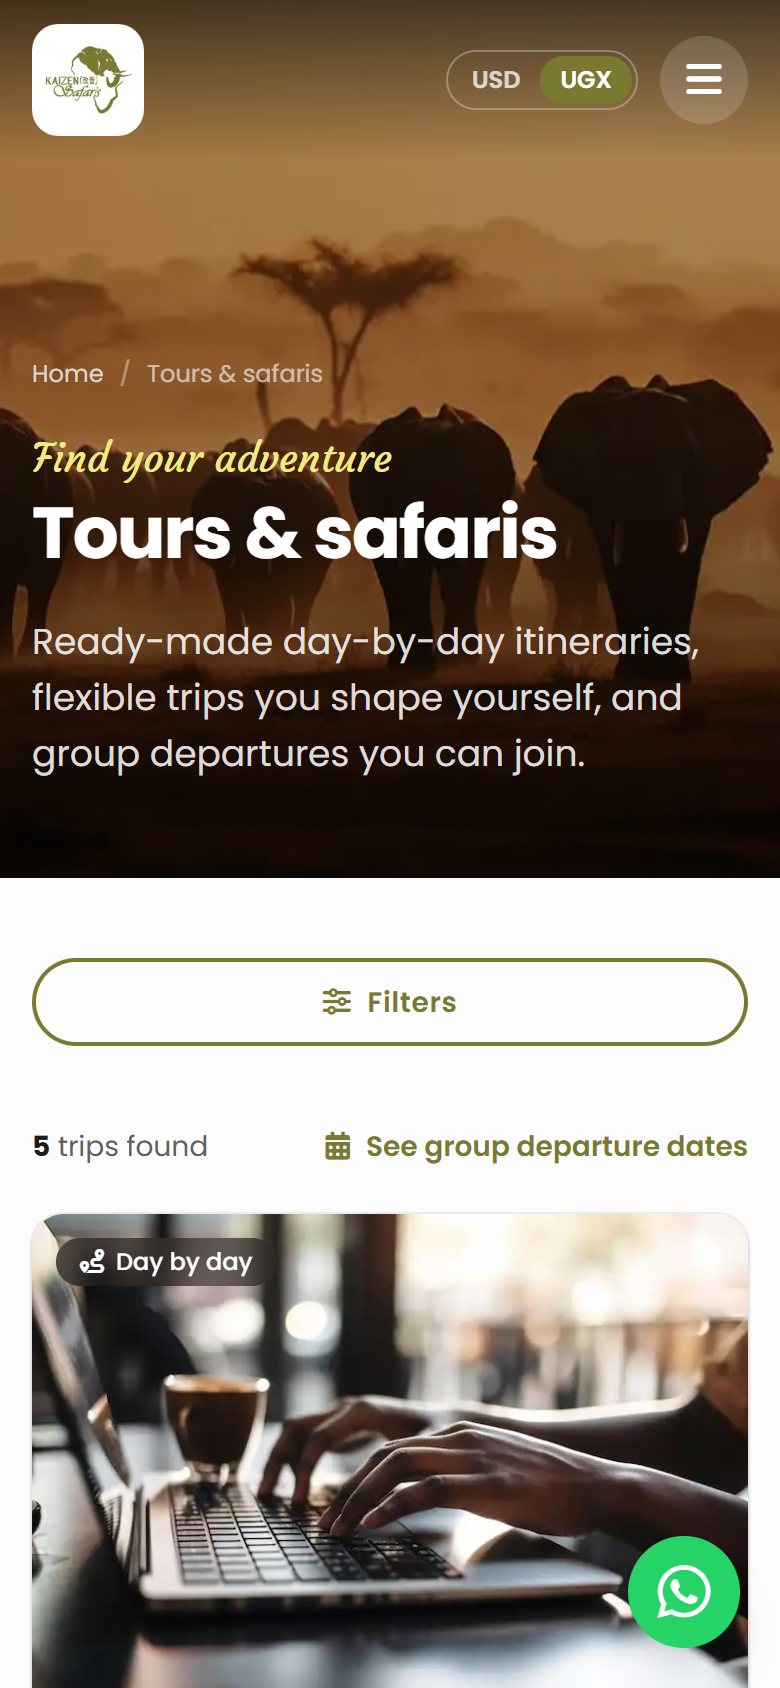 KAIZEN
Safaris
USD UGX
Home / Tours & safaris
Find your adventure
Tours & safaris
Ready-made day-by-day itineraries,
flexible trips you shape yourself, and
group departures you can join.
Filters
5 trips found
See group departure dates
Day by day